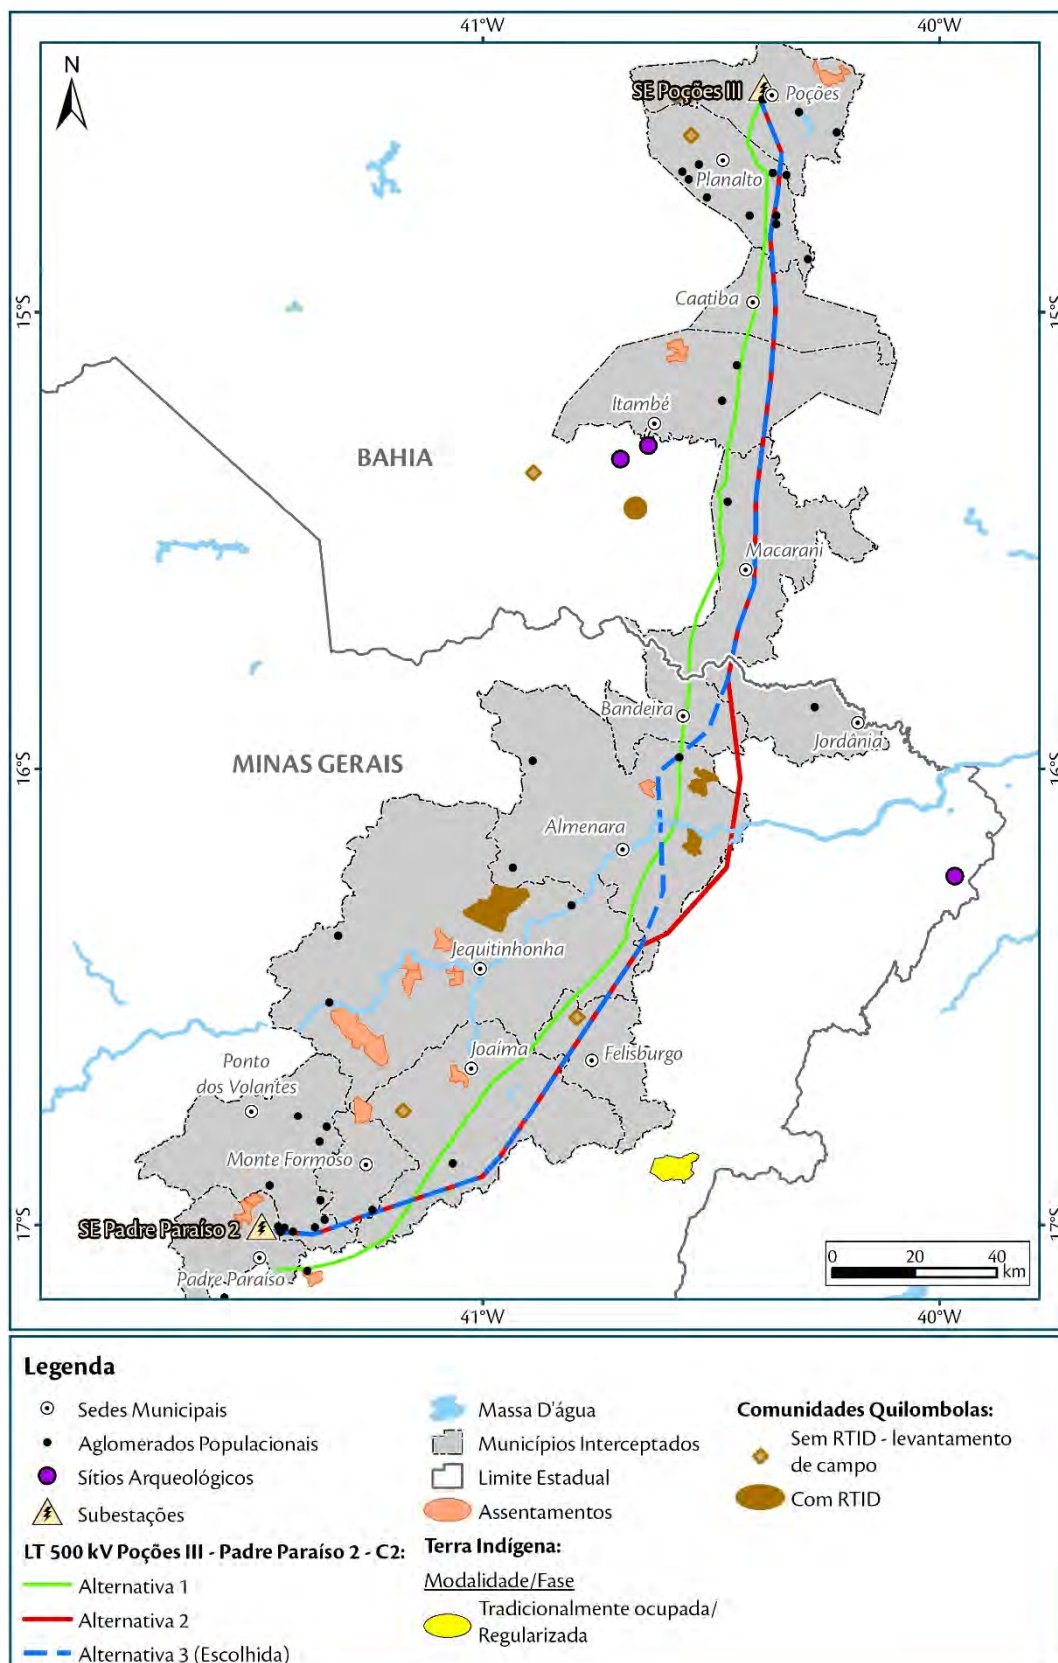 41°W
40°W
N
SE Poções III
Poções
Planalto
Caatiba
15°S
15°S
Itambé
BAHIA
Macarani
Bandeira
Jordânia
MINAS GERAIS
16°S
16°S
Almenara
Jequitinhonha
Joaíma
Felisburgo
Ponto
dos Volantes
Monte Formoso
SE Padre Paraíso 2
17°S
17°S
Padre Paraíso
0 20 40
km
41°W
40°W
Legenda
Sedes Municipais
Aglomerados Populacionais
Sítios Arqueológicos
Subestações
LT 500 kV Poções III - Padre Paraíso 2 - C2:
Alternativa 1
Alternativa 2
Alternativa 3 (Escolhida)
Massa D'água
Municípios Interceptados
Limite Estadual
Assentamentos
Terra Indígena:
Modalidade/Fase
Tradicionalmente ocupada/
Regularizada
Comunidades Quilombolas:
Sem RTID - levantamento
de campo
Com RTID